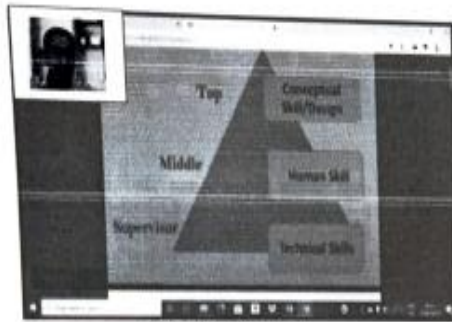 Top
Conceptual
Skill/Design
Middle
Human Skill
Supervisor
Technical Skills